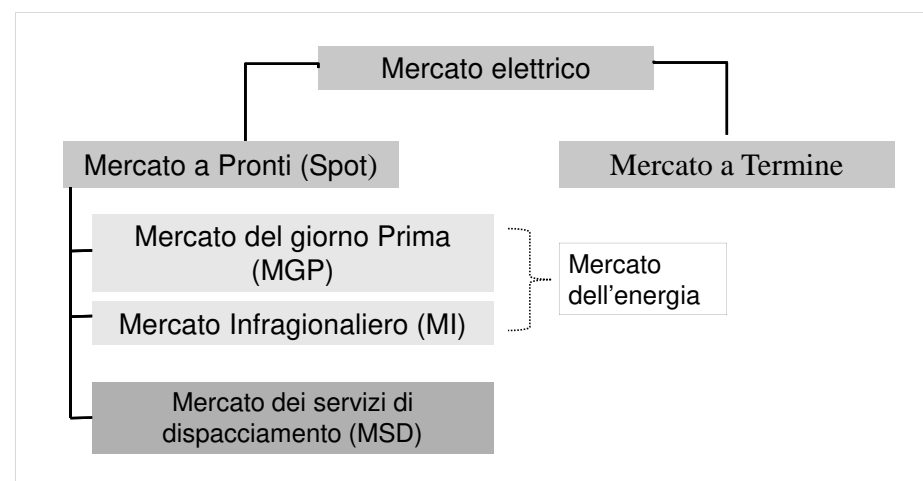 Mercato elettrico
Mercato a Pronti (Spot)
Mercato a Termine
Mercato del giorno Prima
(MGP)
Mercato Infragionaliero (MI)
Mercato
dell'energia
Mercato dei servizi di
dispacciamento (MSD)